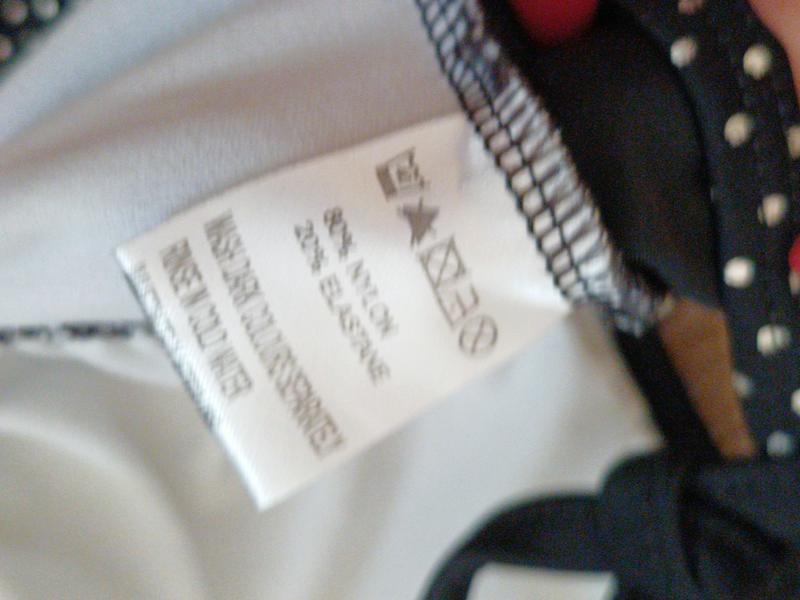 80% NYLON
20% ELASTANE
WASH DARK COLOURS SEPARATELY
RINSE IN COLD WATER